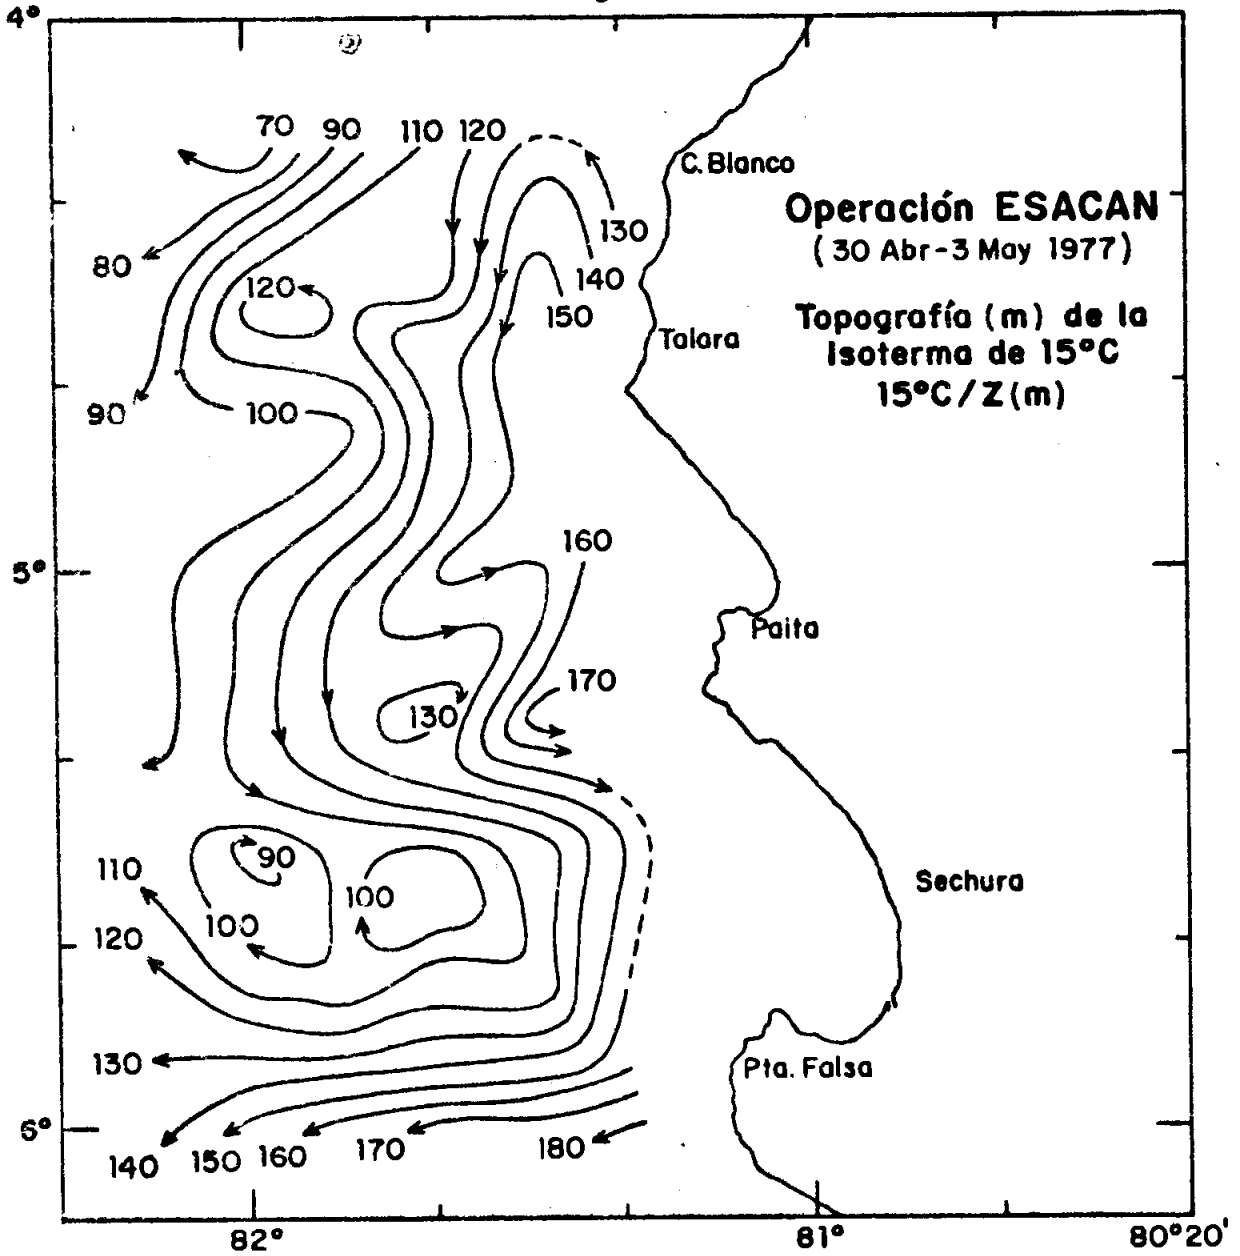 4°
70 90 110 120
C. Blanco
Operación ESACAN
(30 Abr-3 May 1977)
130
80
140
120
150
Topografía (m) de la
Isoterma de 15°C
15°C/Z(m)
Talara
90
100
160
5°
Paita
170
130
90
110
100
Sechura
100
120
130
Pta. Falsa
6°
140 150 160 170 180
82° 81° 80°20'